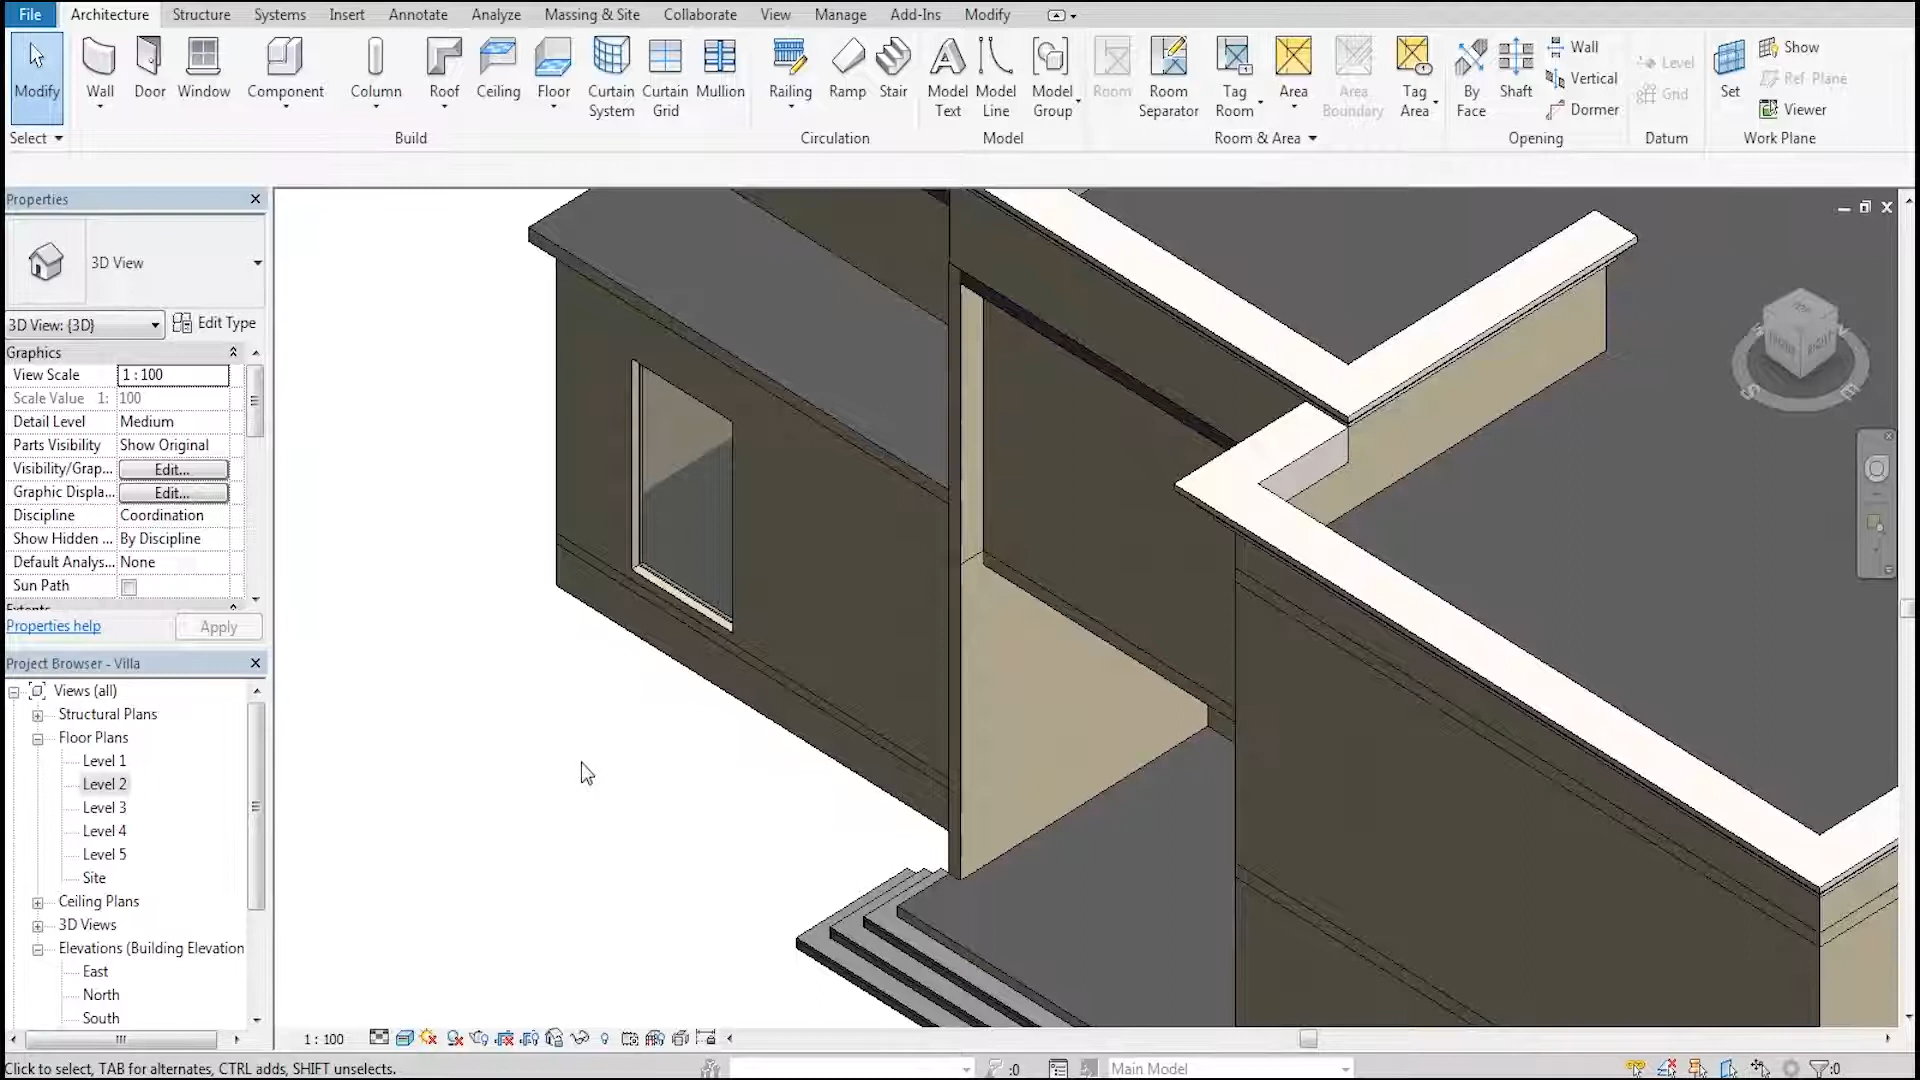 File Architecture Structure Systems Insert Annotate Analyze Massing & Site Collaborate View Manage Add-Ins Modify
Modify Wall Door Window Component Column Roof Ceiling Floor Curtain System Curtain Grid Mullion Railing Ramp Stair Model Text Model Line Model Group Room Room Separator Tag Room Area Area Boundary Tag Area By Face Shaft Wall Vertical Dormer Level Grid Set Show Ref Plane Viewer
Select Build Circulation Model Room & Area Opening Datum Work Plane
Properties
3D View
3D View: {3D} Edit Type
Graphics
View Scale 1 : 100
Scale Value 1: 100
Detail Level Medium
Parts Visibility Show Original
Visibility/Grap... Edit...
Graphic Displa... Edit...
Discipline Coordination
Show Hidden ... By Discipline
Default Analys... None
Sun Path
Extents
Properties help Apply
Project Browser - Villa
Views (all)
Structural Plans
Floor Plans
Level 1
Level 2
Level 3
Level 4
Level 5
Site
Ceiling Plans
3D Views
Elevations (Building Elevation
East
North
South
1 : 100
Click to select, TAB for alternates, CTRL adds, SHIFT unselects. :0 Main Model :0